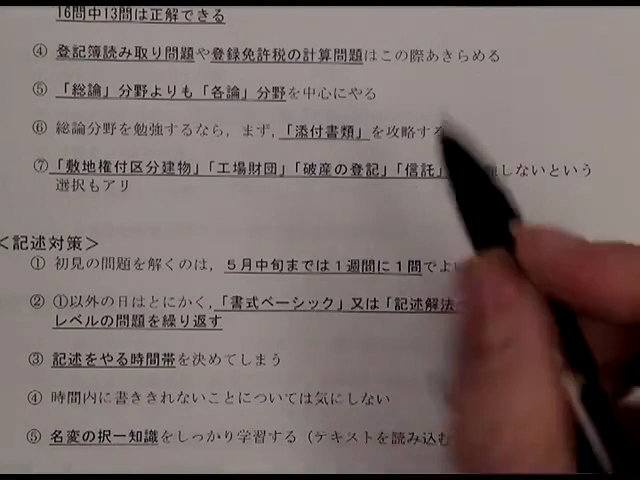 16問中13問は正解できる
④ 登記簿読み取り問題や登録免許税の計算問題はこの際あきらめる
⑤ 「総論」分野よりも「各論」分野を中心にやる
⑥ 総論分野を勉強するなら，まず，「添付書類」を攻略する
⑦ 「敷地権付区分建物」「工場財団」「破産の登記」「信託」 しないという
選択もアリ
＜記述対策＞
① 初見の問題を解くのは，５月中旬までは１週間に１問でよい
② ①以外の日はとにかく，「書式ベーシック」又は「記述解法
レベルの問題を繰り返す
③ 記述をやる時間帯を決めてしまう
④ 時間内に書ききれないことについては気にしない
⑤ 名変の択一知識をしっかり学習する（テキストを読み込む